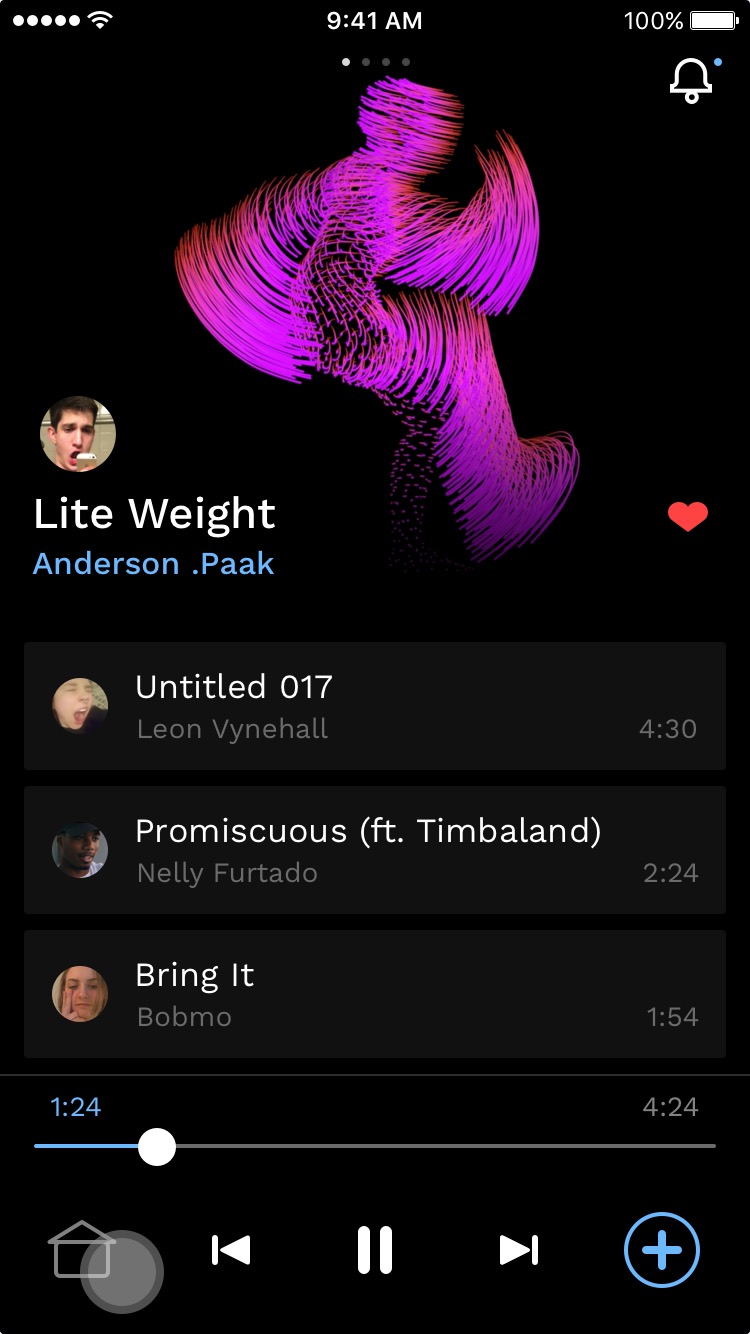 9:41 AM
100%
Lite Weight
Anderson .Paak
Untitled 017
Leon Vynehall
4:30
Promiscuous (ft. Timbaland)
Nelly Furtado
2:24
Bring It
Bobmo
1:54
1:24
4:24